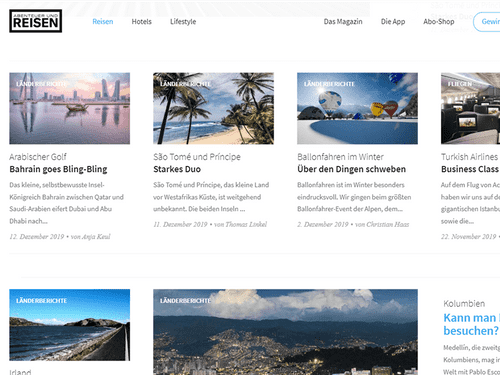 ABENTEUER UND
REISEN
Reisen
Hotels
Lifestyle
Das Magazin
Die App
Abo-Shop
Gewin
LÄNDERBERICHTE
Arabischer Golf
Bahrain goes Bling-Bling
Das kleine, selbstbewusste Insel-
Königreich Bahrain zwischen Qatar und
Saudi-Arabien eifert Dubai und Abu
Dhabi nach...
12. Dezember 2019 • von Anja Keul
LÄNDERBERICHTE
São Tomé und Príncipe
Starkes Duo
São Tomé und Príncipe, das kleine Land
vor Westafrikas Küste, ist weitgehend
unbekannt. Die beiden Inseln ...
11. Dezember 2019 • von Thomas Linkel
LÄNDERBERICHTE
Ballonfahren im Winter
Über den Dingen schweben
Ballonfahren ist im Winter besonders
eindrucksvoll. Wir gingen beim größten
Ballonfahrer-Event der Alpen, dem...
2. Dezember 2019 • von Christian Haas
FLIEGEN
Turkish Airlines
Business Class
Auf dem Flug von Ac
haben wir uns auf de
gigantischen Istanbu
sowie die...
22. November 2019 •
LÄNDERBERICHTE
Irland
LÄNDERBERICHTE
Kolumbien
Kann man
besuchen?
Medellín, die zweitg
Kolumbiens, mag in
Welt mit Pablo Esco